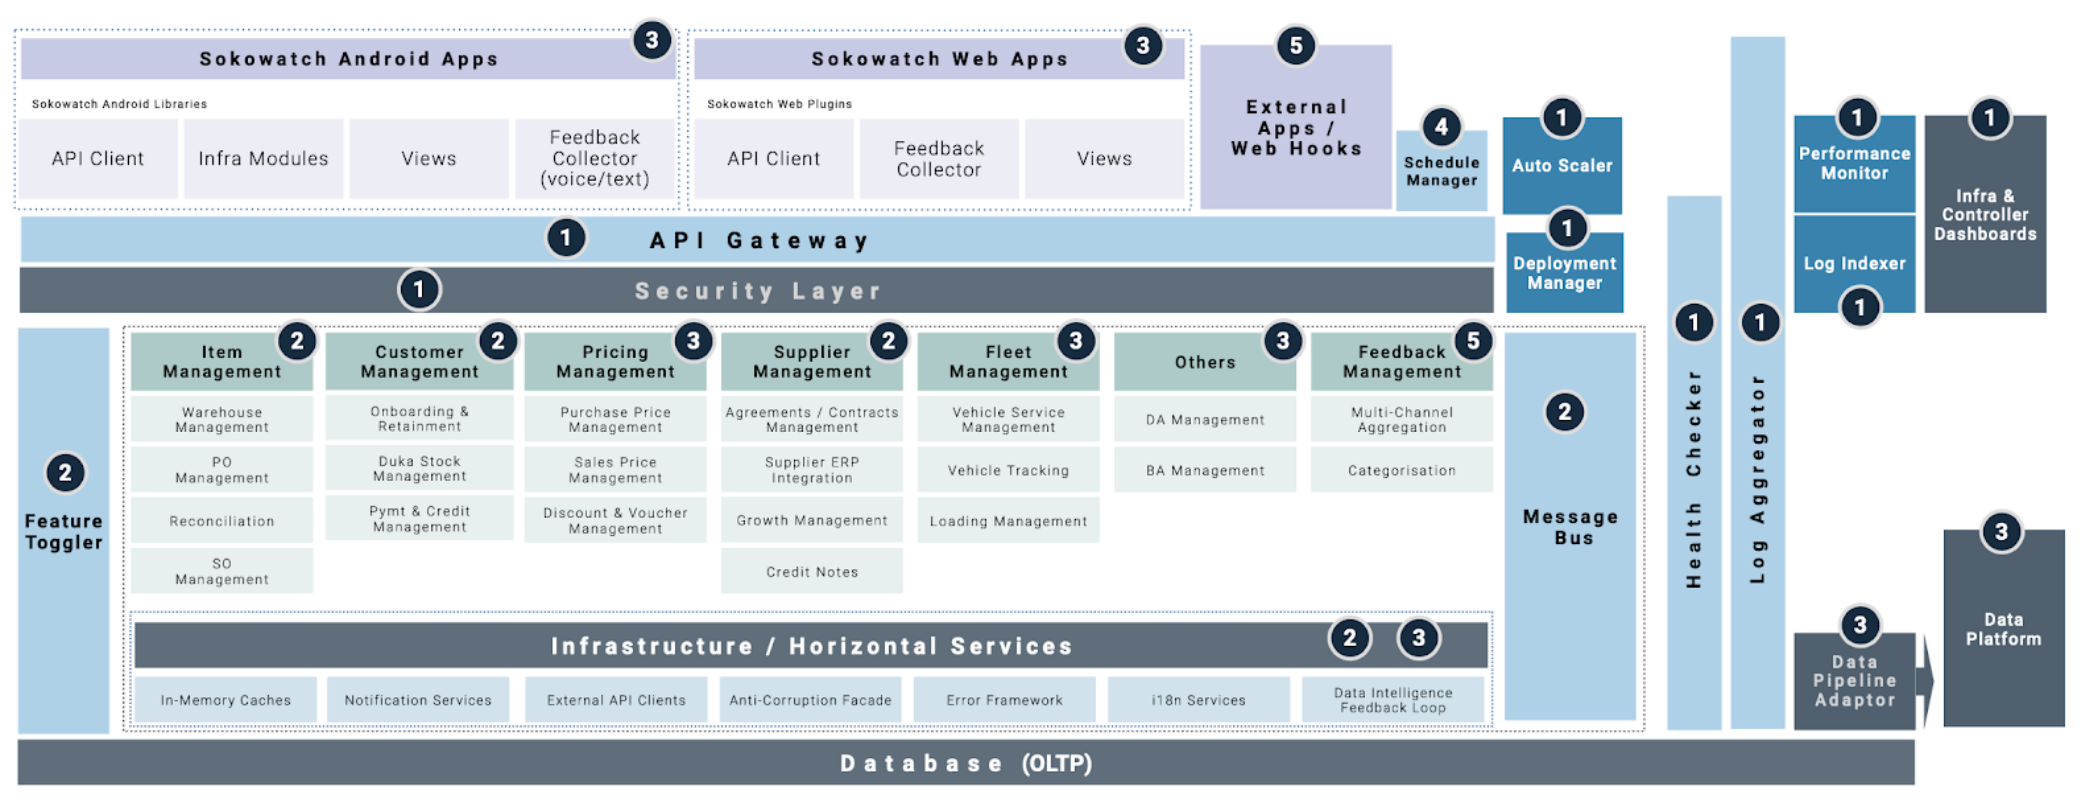 3
Sokowatch Android Apps
Sokowatch Android Libraries
API Client
Infra Modules
Views
Feedback
Collector
(voice/text)
3
Sokowatch Web Apps
Sokowatch Web Plugins
API Client
Feedback
Collector
Views
5
External
Apps /
Web Hooks
4
Schedule
Manager
1
Auto Scaler
1
Deployment
Manager
1
Performance
Monitor
Log Indexer
1
1
Infra &
Controller
Dashboards
1
API Gateway
1
Security Layer
2
Feature
Toggler
2
Item
Management
Warehouse
Management
PO
Management
Reconciliation
SO
Management
2
Customer
Management
Onboarding &
Retainment
Duka Stock
Management
Pymt & Credit
Management
3
Pricing
Management
Purchase Price
Management
Sales Price
Management
Discount & Voucher
Management
2
Supplier
Management
Agreements / Contracts
Management
Supplier ERP
Integration
Growth Management
Credit Notes
3
Fleet
Management
Vehicle Service
Management
Vehicle Tracking
Loading Management
3
Others
DA Management
BA Management
5
Feedback
Management
Multi-Channel
Aggregation
Categorisation
2
Message
Bus
1
Health Checker
1
Log Aggregator
Infrastructure / Horizontal Services
2
3
In-Memory Caches
Notification Services
External API Clients
Anti-Corruption Facade
Error Framework
i18n Services
Data Intelligence
Feedback Loop
3
Data
Pipeline
Adaptor
3
Data
Platform
Database (OLTP)